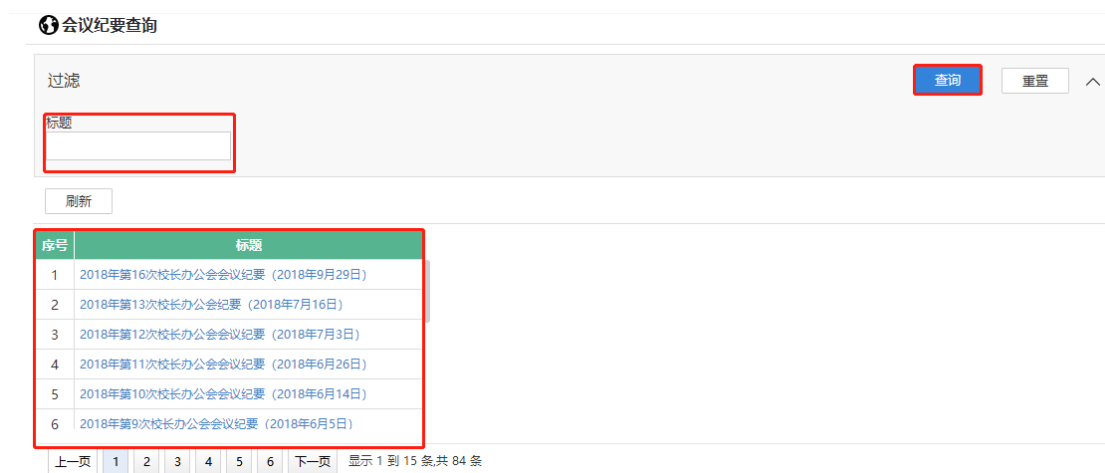 会议纪要查询
过滤 查询 重置
标题
刷新
序号 标题
1 2018年第16次校长办公会会议纪要（2018年9月29日）
2 2018年第13次校长办公会纪要（2018年7月16日）
3 2018年第12次校长办公会会议纪要（2018年7月3日）
4 2018年第11次校长办公会会议纪要（2018年6月26日）
5 2018年第10次校长办公会会议纪要（2018年6月14日）
6 2018年第9次校长办公会会议纪要（2018年6月5日）
上一页 1 2 3 4 5 6 下一页 显示 1 到 15 条,共 84 条